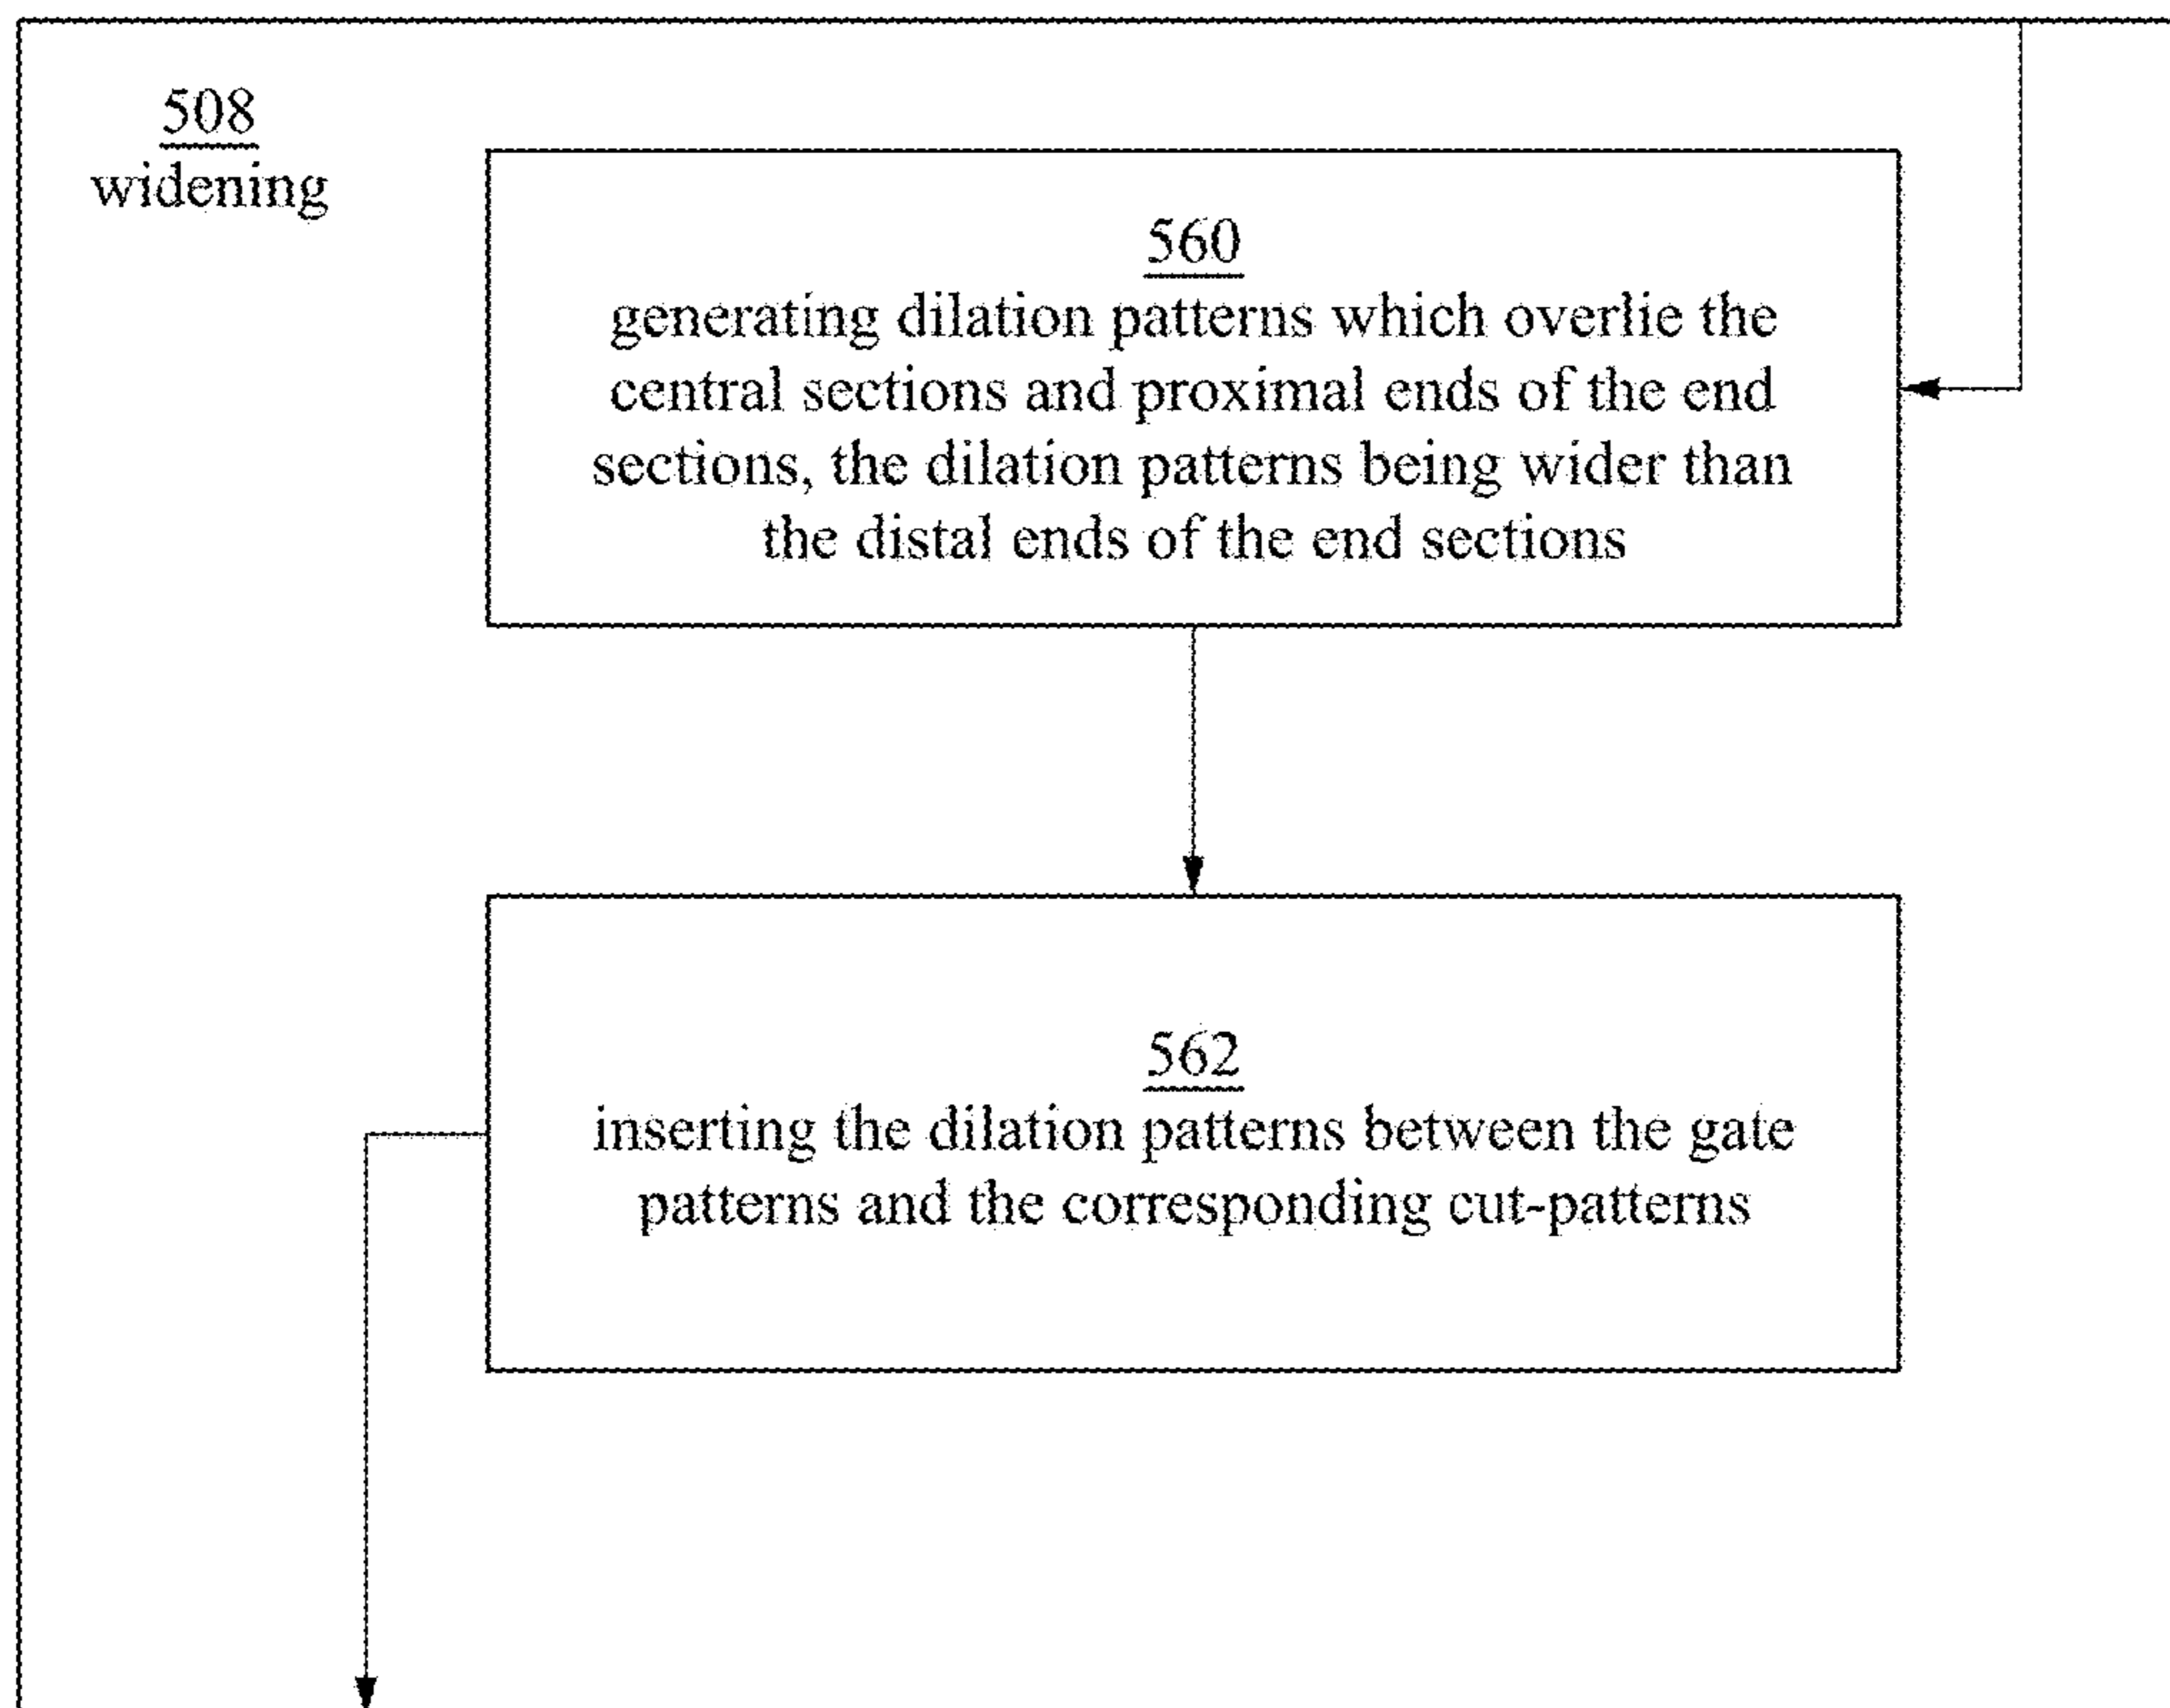 508
widening
560
generating dilation patterns which overlie the
central sections and proximal ends of the end
sections, the dilation patterns being wider than
the distal ends of the end sections
562
inserting the dilation patterns between the gate
patterns and the corresponding cut-patterns